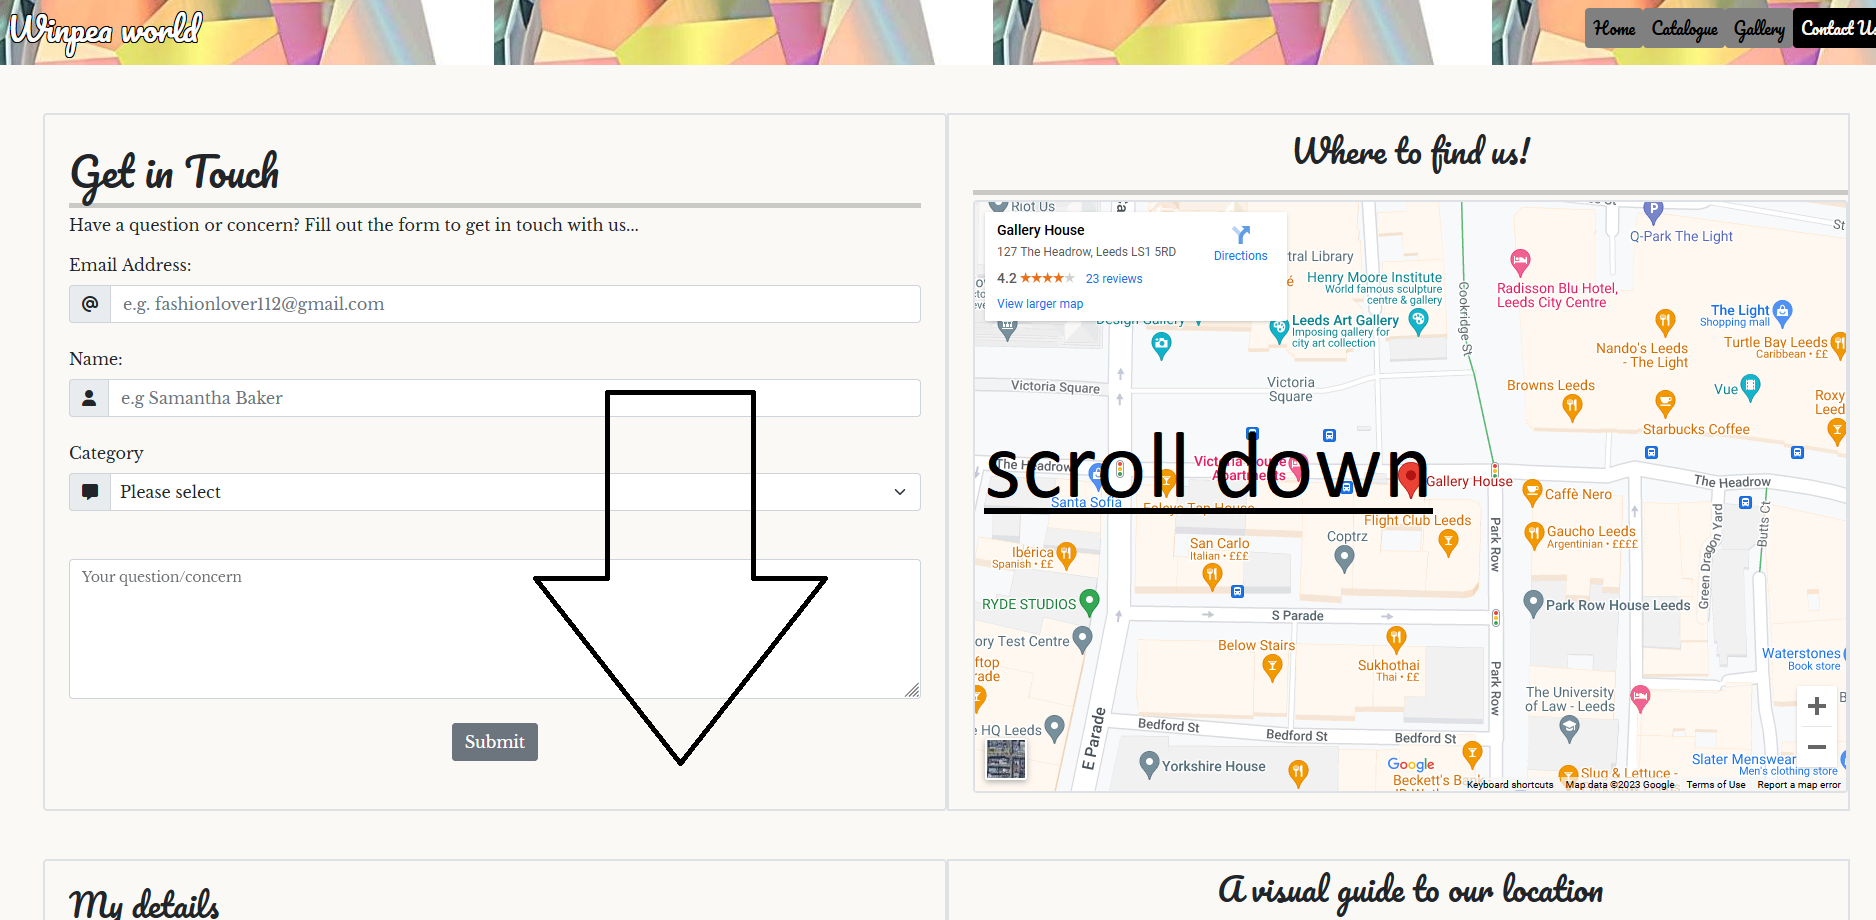 Winpea world
Home Catalogue Gallery Contact Us
Get in Touch
Have a question or concern? Fill out the form to get in touch with us...
Email Address:
@ e.g. fashionlover112@gmail.com
Name:
e.g Samantha Baker
Category
Please select
Your question/concern
Submit
Where to find us!
Riot Us
Gallery House
127 The Headrow, Leeds LS1 5RD
4.2 23 reviews
View larger map
Directions
tral Library
Henry Moore Institute
World famous sculpture
centre & gallery
Design Gallery
Leeds Art Gallery
Imposing gallery for
city art collection
Cookridge St
P
Q-Park The Light
St
Radisson Blu Hotel,
Leeds City Centre
The Light
Shopping mall
Nando's Leeds
- The Light
Turtle Bay Leeds
Caribbean • ££
Browns Leeds
Vue
Roxy
Leed
Starbucks Coffee
Victoria Square
Victoria
Square
scroll down
The Headrow
Victoria House
Apartments
Gallery House
Santa Sofia
Foleys Tap House
Caffè Nero
The Headrow
Flight Club Leeds
Gaucho Leeds
Argentinian • ££££
Park Row
Green Dragon Yard
Butts Ct
Ibérica
Spanish • ££
San Carlo
Italian • £££
Coptrz
RYDE STUDIOS
S Parade
Park Row House Leeds
ory Test Centre
Below Stairs
Sukhothai
Thai • ££
Waterstones
Book store
ftop
rade
Park Row
The University
of Law - Leeds
HQ Leeds
E Parade
Bedford St
Bedford St
Bedford St
Yorkshire House
Google
Beckett's Bank
Slug & Lettuce -
Slater Menswear
Men's clothing store
Keyboard shortcuts Map data ©2023 Google Terms of Use Report a map error
My details
A visual guide to our location